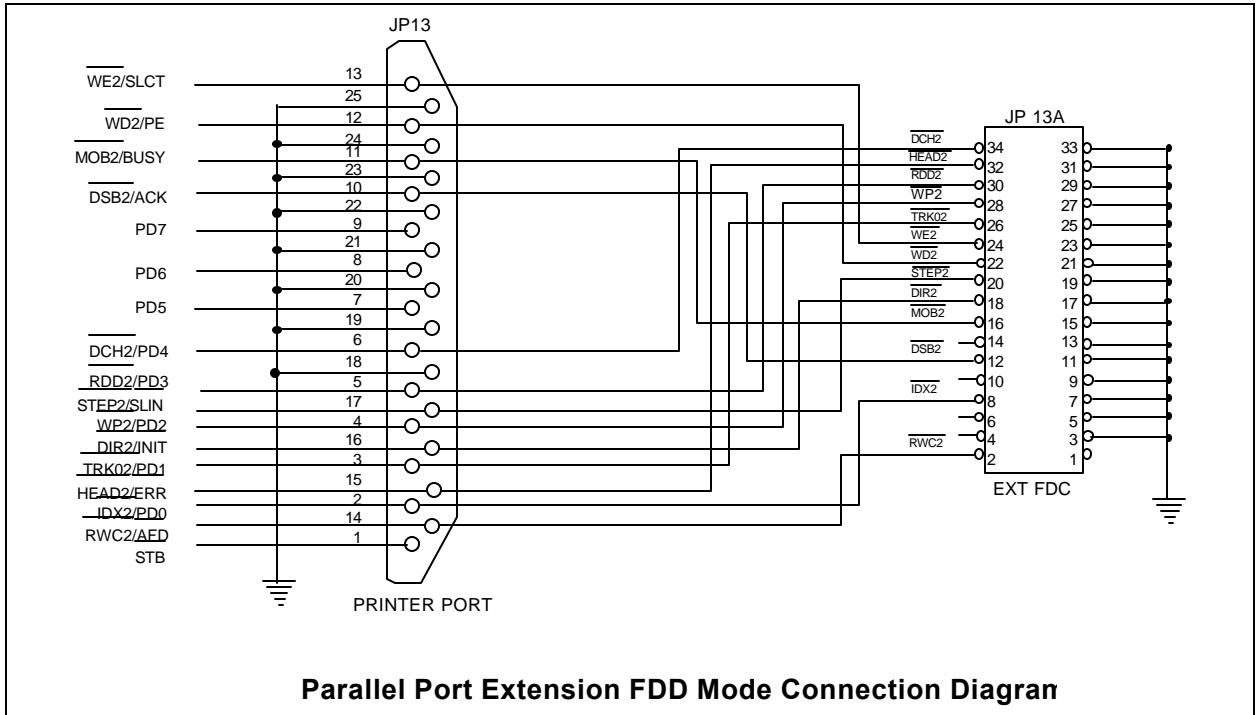 JP13
WE2/SLCT
WD2/PE
MOB2/BUSY
DSB2/ACK
PD7
PD6
PD5
DCH2/PD4
RDD2/PD3
STEP2/SLIN
WP2/PD2
DIR2/INIT
TRK02/PD1
HEAD2/ERR
IDX2/PD0
RWC2/AFD
STB
13
25
12
24
11
23
10
22
9
21
8
20
7
19
6
18
5
17
4
16
3
15
2
14
1
PRINTER PORT
JP 13A
DCH2
HEAD2
RDD2
WP2
TRK02
WE2
WD2
STEP2
DIR2
MOB2
DSB2
IDX2
RWC2
34 33
32 31
30 29
28 27
26 25
24 23
22 21
20 19
18 17
16 15
14 13
12 11
10 9
8 7
6 5
4 3
2 1
EXT FDC
Parallel Port Extension FDD Mode Connection Diagram